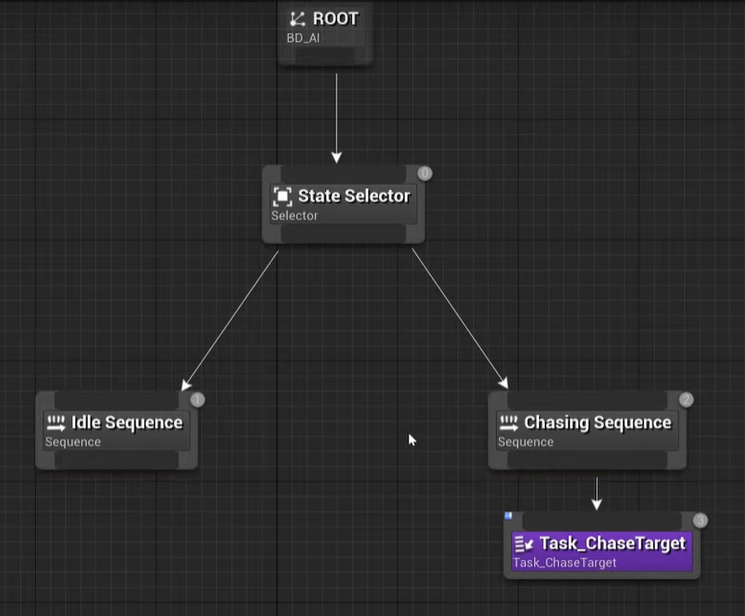 ROOT
BD_AI
0
State Selector
Selector
1
Idle Sequence
Sequence
2
Chasing Sequence
Sequence
3
Task_ChaseTarget
Task_ChaseTarget